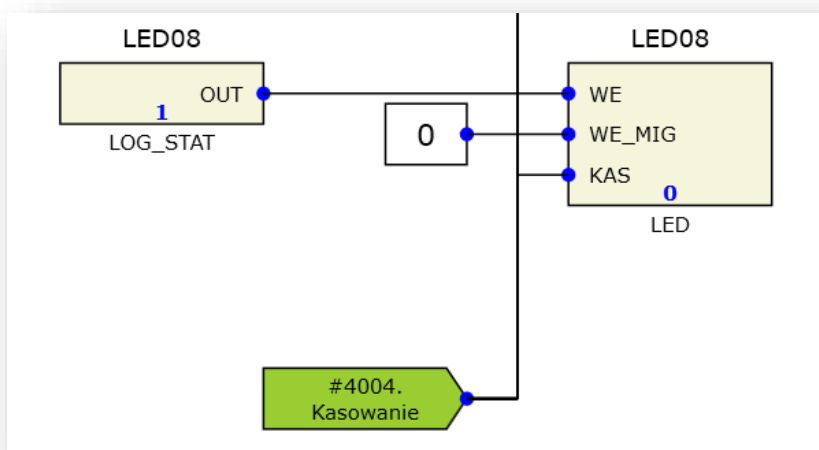 LED08
OUT
1
LOG_STAT
0
LED08
WE
WE_MIG
KAS
0
LED
#4004.
Kasowanie